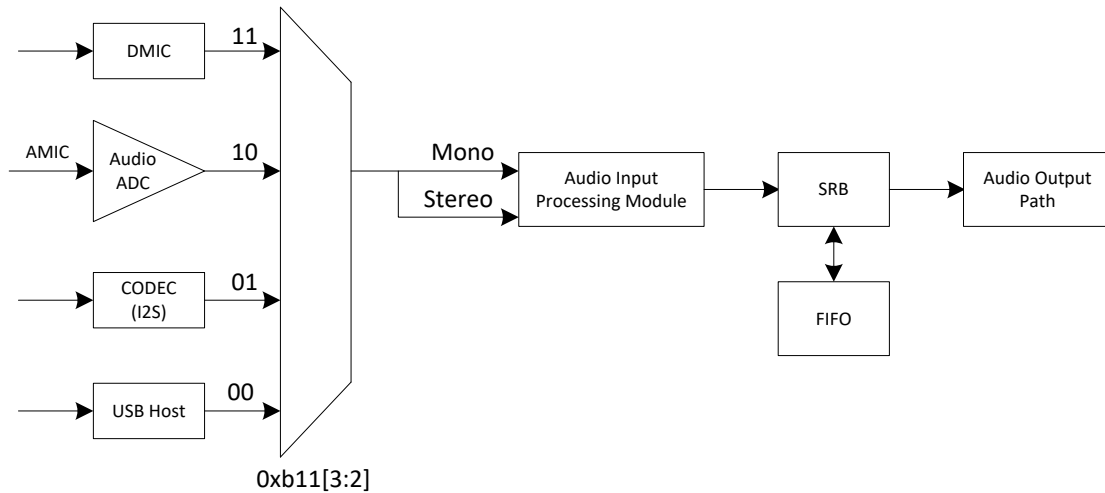 DMIC
11
AMIC
Audio
ADC
10
CODEC
(I2S)
01
USB Host
00
0xb11[3:2]
Mono
Stereo
Audio Input
Processing Module
SRB
FIFO
Audio Output
Path